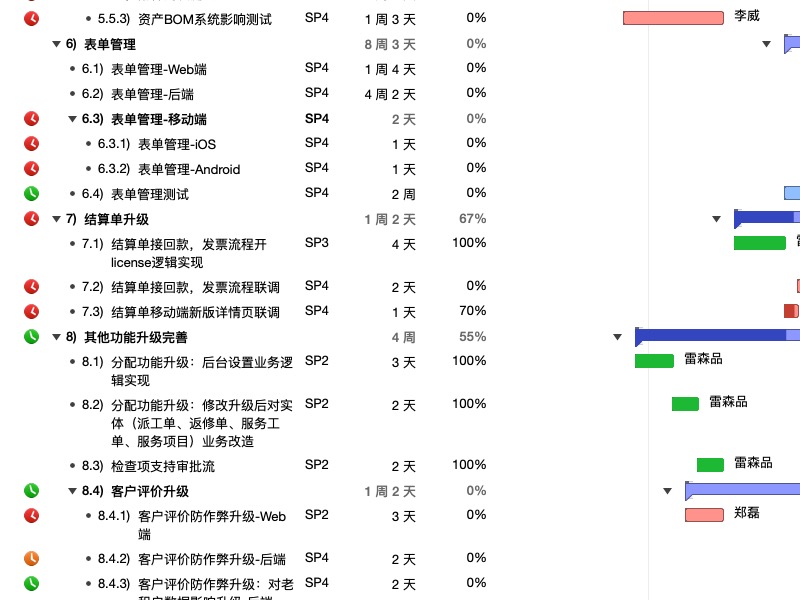 5.5.3) 资产BOM系统影响测试 SP4 1 周 3 天 0% 李威
6) 表单管理 8 周 3 天 0%
6.1) 表单管理-Web端 SP4 1 周 4 天 0%
6.2) 表单管理-后端 SP4 4 周 2 天 0%
6.3) 表单管理-移动端 SP4 2 天 0%
6.3.1) 表单管理-iOS SP4 1 天 0%
6.3.2) 表单管理-Android SP4 1 天 0%
6.4) 表单管理测试 SP4 2 周 0%
7) 结算单升级 1 周 2 天 67%
7.1) 结算单接回款，发票流程开 SP3 4 天 100%
license逻辑实现
7.2) 结算单接回款，发票流程联调 SP4 2 天 0%
7.3) 结算单移动端新版详情页联调 SP4 1 天 70%
8) 其他功能升级完善 4 周 55%
8.1) 分配功能升级：后台设置业务逻 SP2 3 天 100% 雷森品
辑实现
8.2) 分配功能升级：修改升级后对实 SP2 2 天 100% 雷森品
体（派工单、返修单、服务工
单、服务项目）业务改造
8.3) 检查项支持审批流 SP2 2 天 100% 雷森品
8.4) 客户评价升级 1 周 2 天 0%
8.4.1) 客户评价防作弊升级-Web SP2 3 天 0% 郑磊
端
8.4.2) 客户评价防作弊升级-后端 SP4 2 天 0%
8.4.3) 客户评价防作弊升级：对老 SP4 2 天 0%